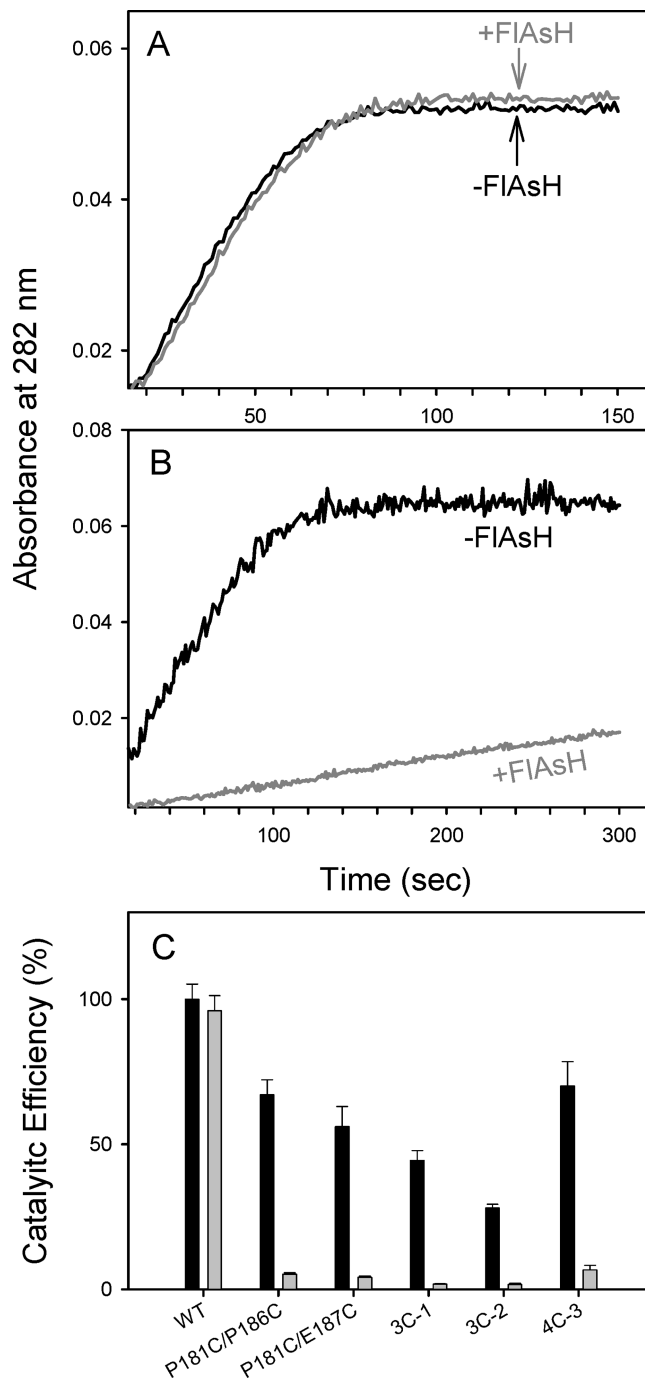 A
+FlAsH
-FlAsH
0.06
0.04
0.02
50
100
150
Absorbance at 282 nm
B
0.08
0.06
0.04
0.02
-FlAsH
+FlAsH
100
200
300
Time (sec)
C
Catalyitc Efficiency (%)
100
50
0
WT
P181C/P186C
P181C/E187C
3C-1
3C-2
4C-3